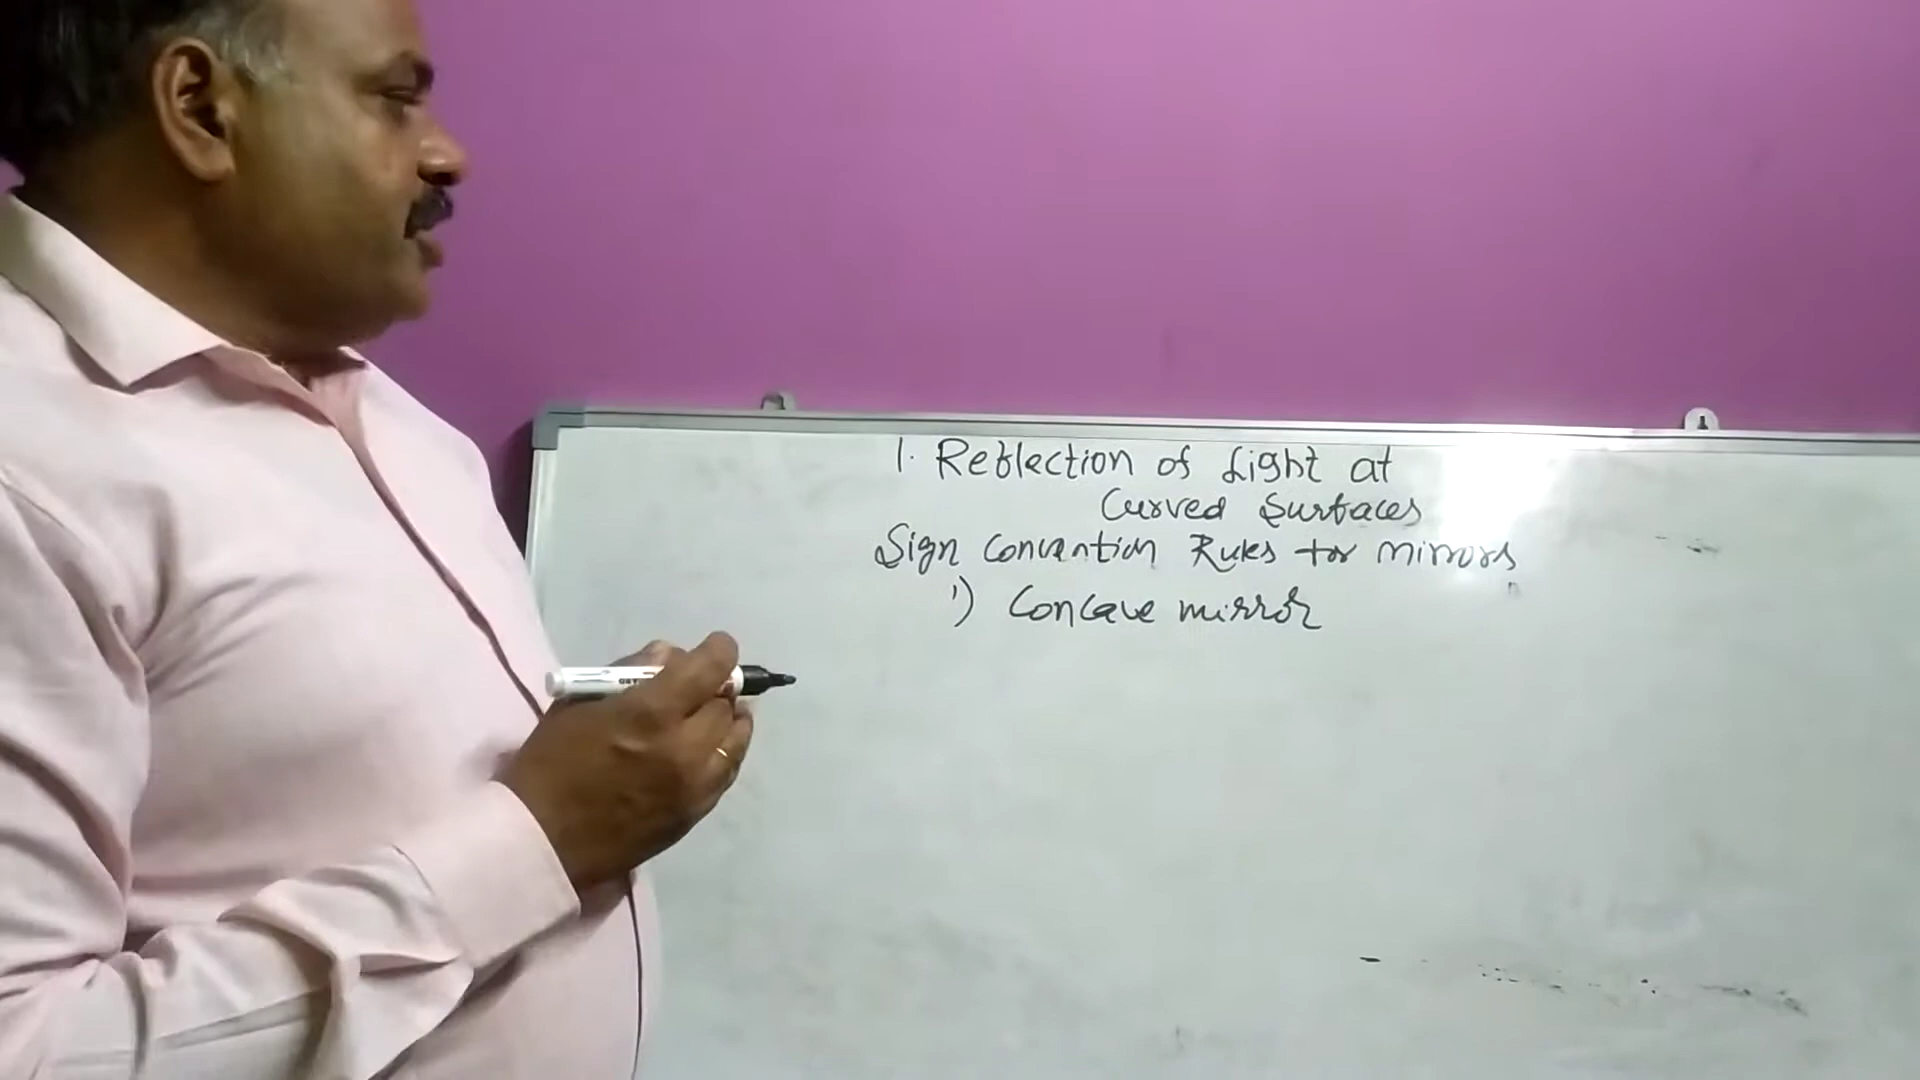 1. Reflection of Light at
Curved Surfaces
Sign Convention Rules for mirrors
1) Concave mirror